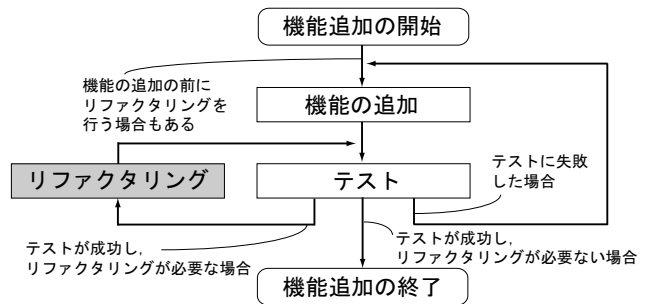 機能追加の開始
機能の追加の前に
リファクタリングを
行う場合もある
機能の追加
リファクタリング
テスト
テストに失敗
した場合
テストが成功し,
リファクタリングが必要な場合
テストが成功し,
リファクタリングが必要ない場合
機能追加の終了